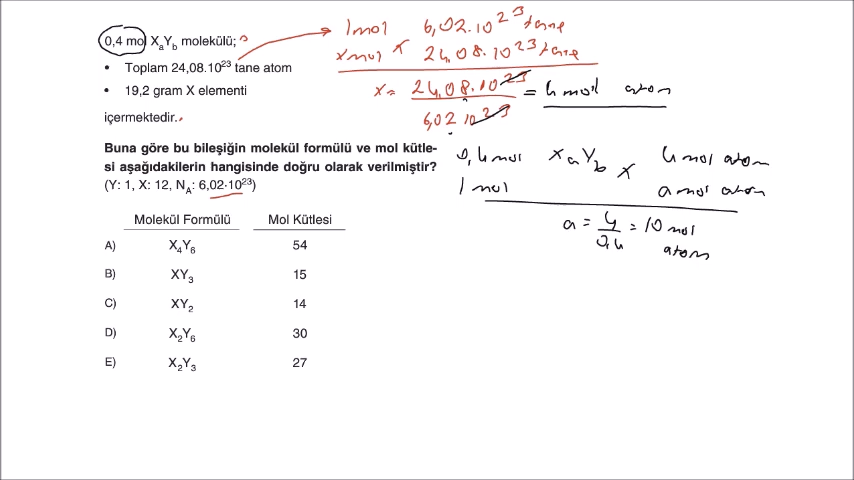 0,4 mol XaYb molekülü;
• Toplam 24,08.10²³ tane atom
• 19,2 gram X elementi
içermektedir.
Buna göre bu bileşiğin molekül formülü ve mol kütle-
si aşağıdakilerin hangisinde doğru olarak verilmiştir?
(Y: 1, X: 12, NA: 6,02·10²³)
Molekül Formülü Mol Kütlesi
A) X₄Y₆ 54
B) XY₃ 15
C) XY₂ 14
D) X₂Y₆ 30
E) X₂Y₃ 27
1mol 6,02.10²³ tane
x mol 24,08.10²³ tane
x = 24,08.10²³ = 4 mol atom
6,02 10²³
0,4 mol XaYb 4 mol atom
1 mol a mol atom
a = 4 = 10 mol
0,4 atom